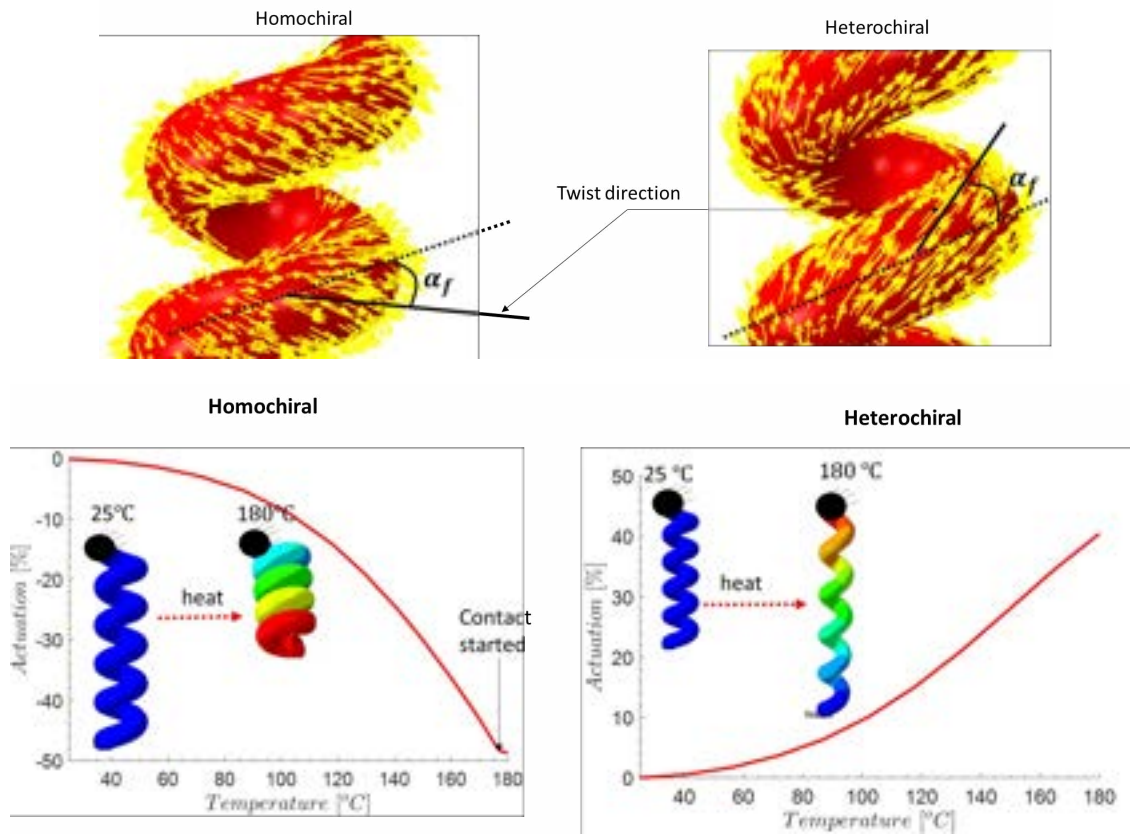 Homochiral
Heterochiral
Twist direction
α_f
α_f
Homochiral
Heterochiral
0
-10
-20
-30
-40
-50
Actuation [%]
25°C
180°C
heat
Contact
started
40
60
80
100
120
140
160
180
Temperature [°C]
50
40
30
20
10
0
Actuation [%]
25 °C
180 °C
heat
40
60
80
100
120
140
160
180
Temperature [°C]